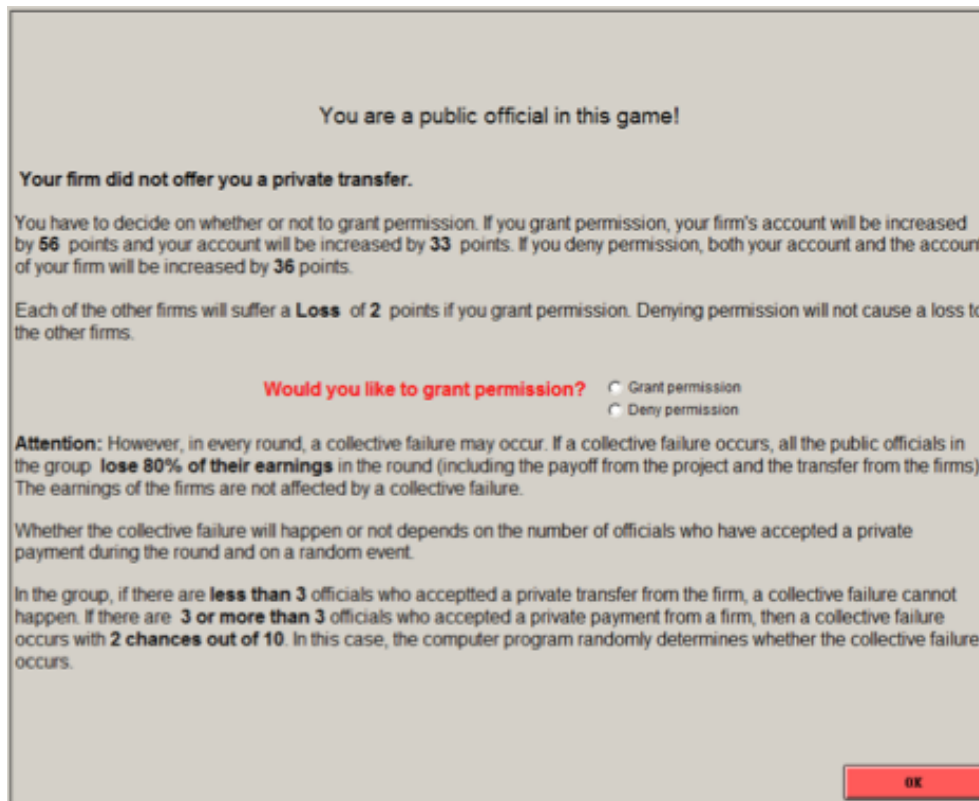 You are a public official in this game!
Your firm did not offer you a private transfer.
You have to decide on whether or not to grant permission. If you grant permission, your firm's account will be increased
by 56 points and your account will be increased by 33 points. If you deny permission, both your account and the account
of your firm will be increased by 36 points.
Each of the other firms will suffer a Loss of 2 points if you grant permission. Denying permission will not cause a loss to
the other firms.
Would you like to grant permission?
Grant permission
Deny permission
Attention: However, in every round, a collective failure may occur. If a collective failure occurs, all the public officials in
the group lose 80% of their earnings in the round (including the payoff from the project and the transfer from the firms)
The earnings of the firms are not affected by a collective failure.
Whether the collective failure will happen or not depends on the number of officials who have accepted a private
payment during the round and on a random event.
In the group, if there are less than 3 officials who acceptted a private transfer from the firm, a collective failure cannot
happen. If there are 3 or more than 3 officials who accepted a private payment from a firm, then a collective failure
occurs with 2 chances out of 10. In this case, the computer program randomly determines whether the collective failure
occurs.
OK